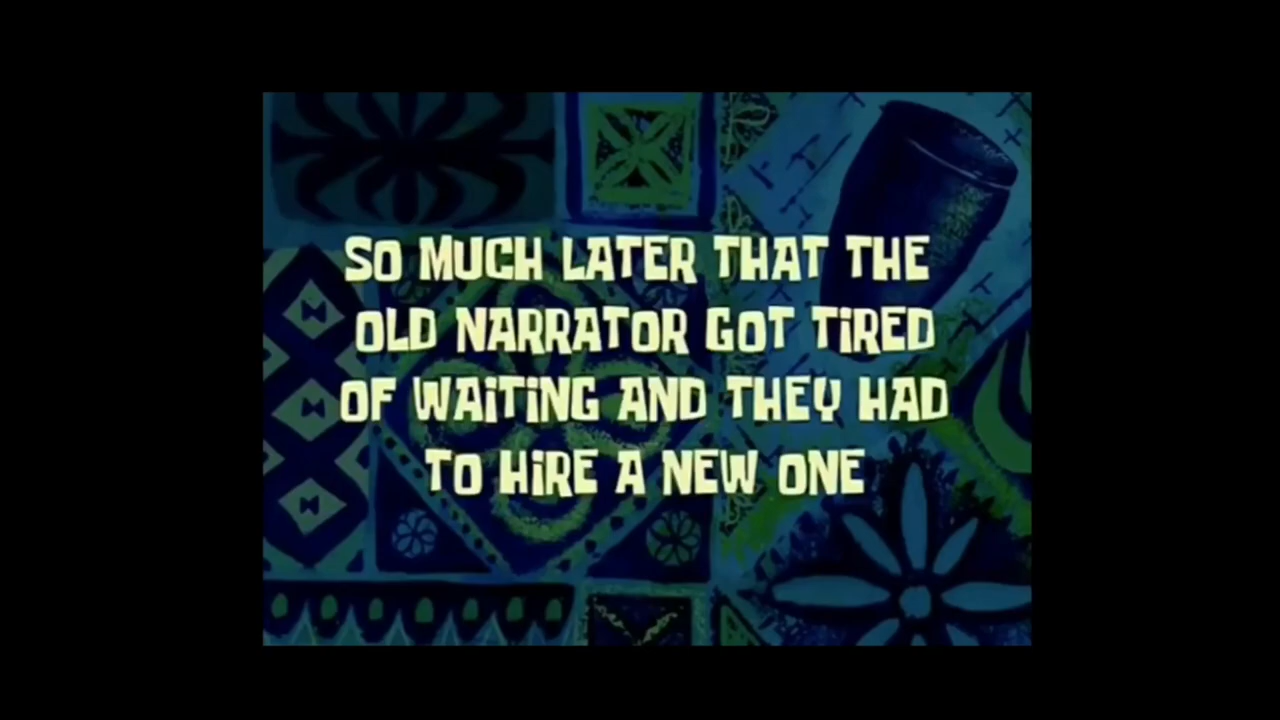 SO MUCH LATER THAT THE
OLD NARRATOR GOT TIRED
OF WAITING AND THEY HAD
TO HIRE A NEW ONE